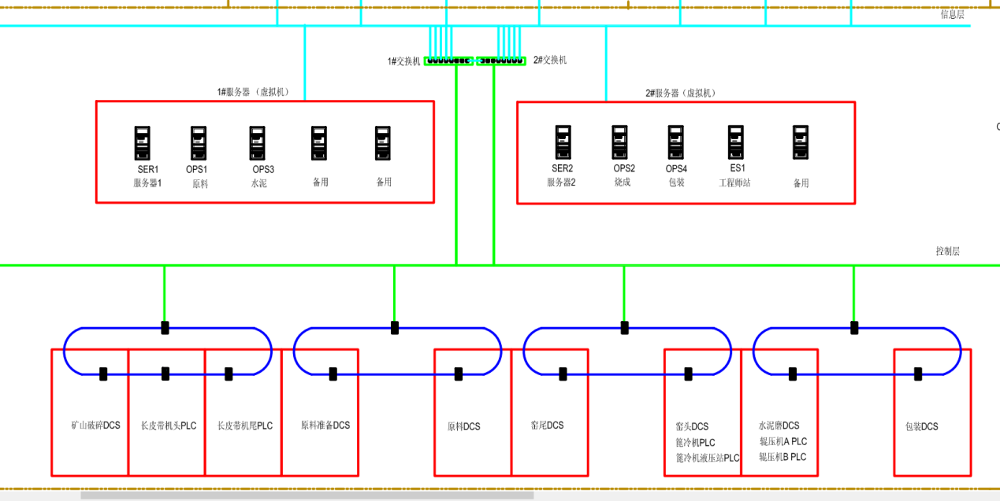 信息层
1#交换机
2#交换机
1#服务器 （虚拟机）
2#服务器（虚拟机）
SER1
服务器1
OPS1
原料
OPS3
水泥
备用
备用
SER2
服务器2
OPS2
烧成
OPS4
包装
ES1
工程师站
备用
控制层
矿山破碎DCS
长皮带机头PLC
长皮带机尾PLC
原料准备DCS
原料DCS
窑尾DCS
窑头DCS
篦冷机PLC
篦冷机液压站PLC
水泥磨DCS
辊压机A PLC
辊压机B PLC
包装DCS